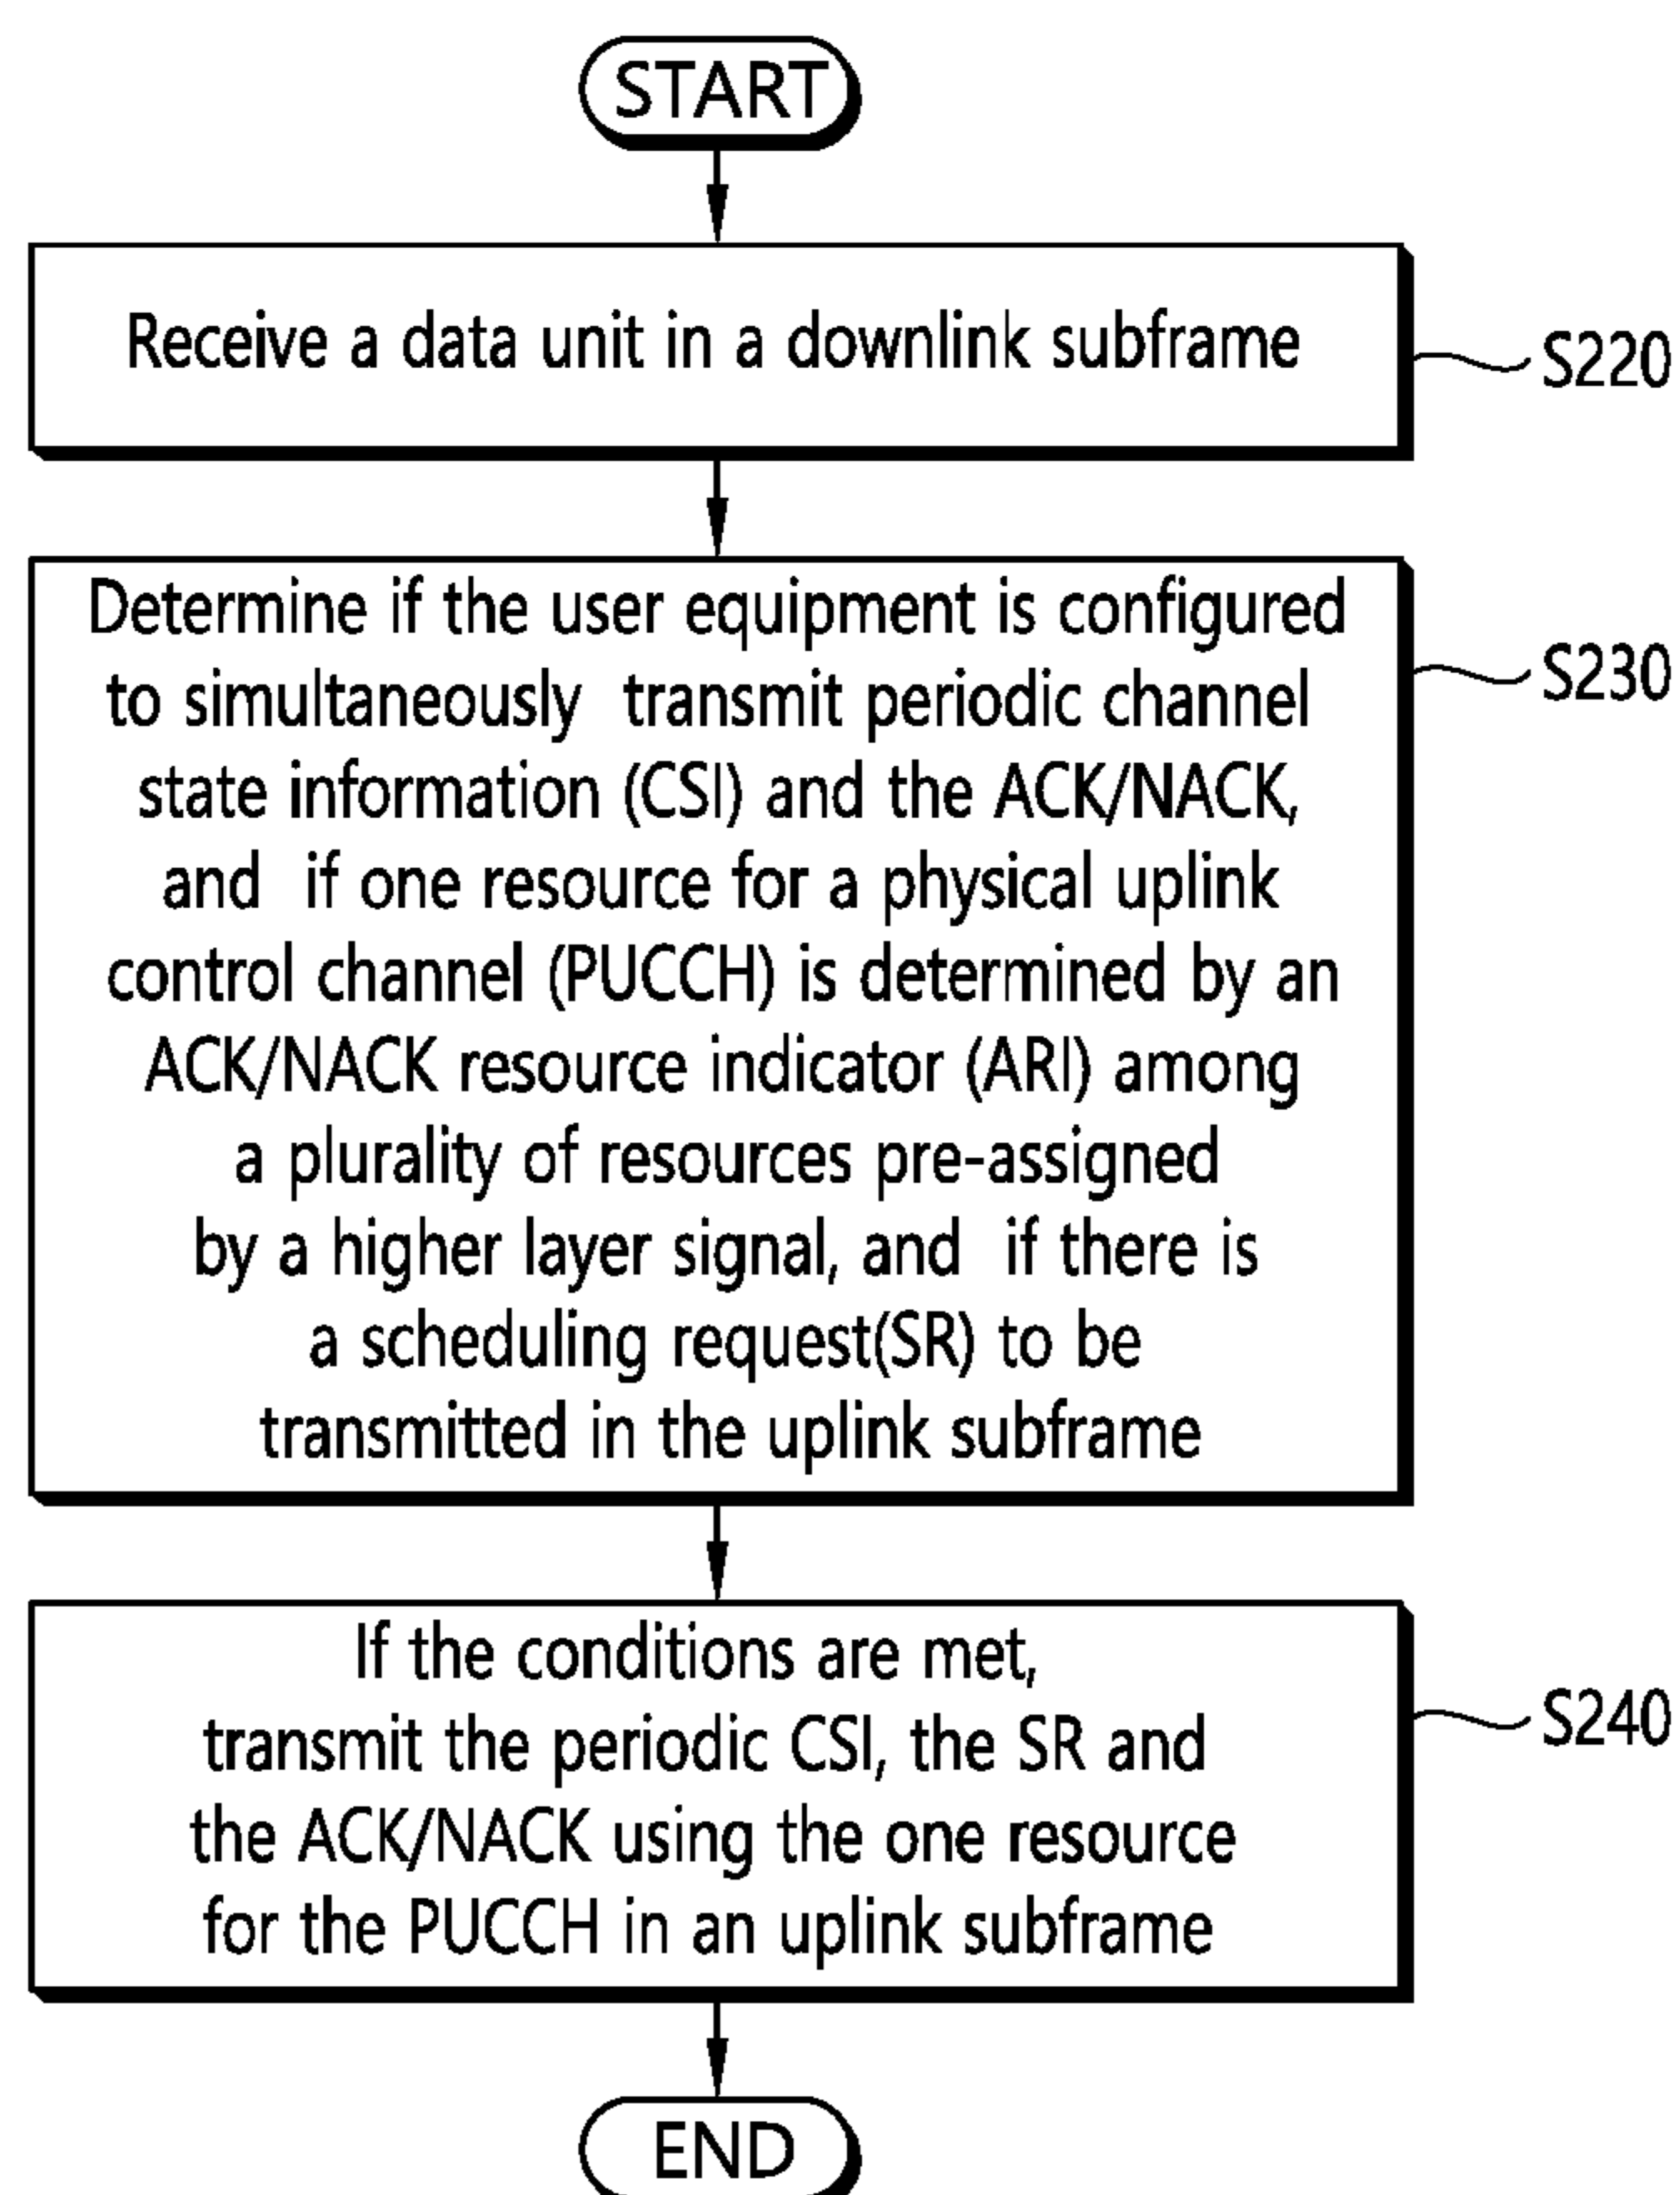 START
Receive a data unit in a downlink subframe
S220
Determine if the user equipment is configured
to simultaneously transmit periodic channel
state information (CSI) and the ACK/NACK,
and if one resource for a physical uplink
control channel (PUCCH) is determined by an
ACK/NACK resource indicator (ARI) among
a plurality of resources pre-assigned
by a higher layer signal, and if there is
a scheduling request(SR) to be
transmitted in the uplink subframe
S230
If the conditions are met,
transmit the periodic CSI, the SR and
the ACK/NACK using the one resource
for the PUCCH in an uplink subframe
S240
END